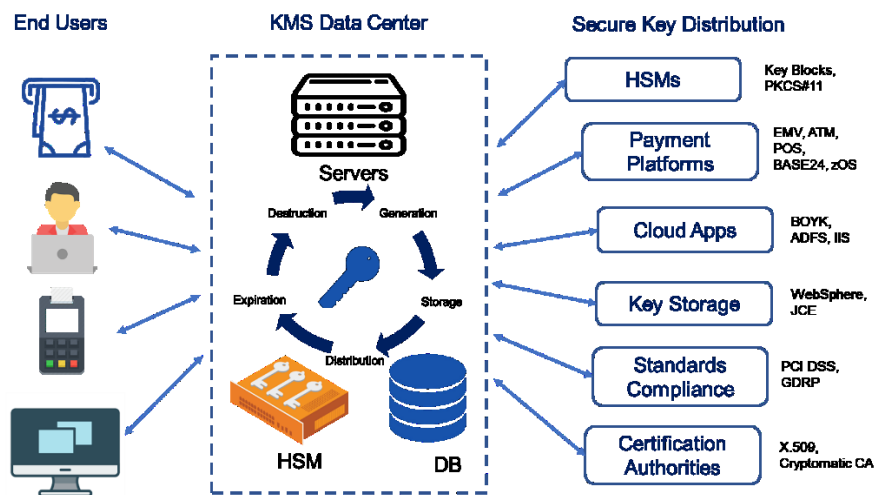 End Users
KMS Data Center
Secure Key Distribution
$
Servers
Destruction
Generation
Expiration
Storage
Distribution
HSM
DB
HSMs
Key Blocks,
PKCS#11
Payment
Platforms
EMV, ATM,
POS,
BASE24, zOS
Cloud Apps
BOYK,
ADFS, IIS
Key Storage
WebSphere,
JCE
Standards
Compliance
PCI DSS,
GDRP
Certification
Authorities
X.509,
Cryptomatic CA